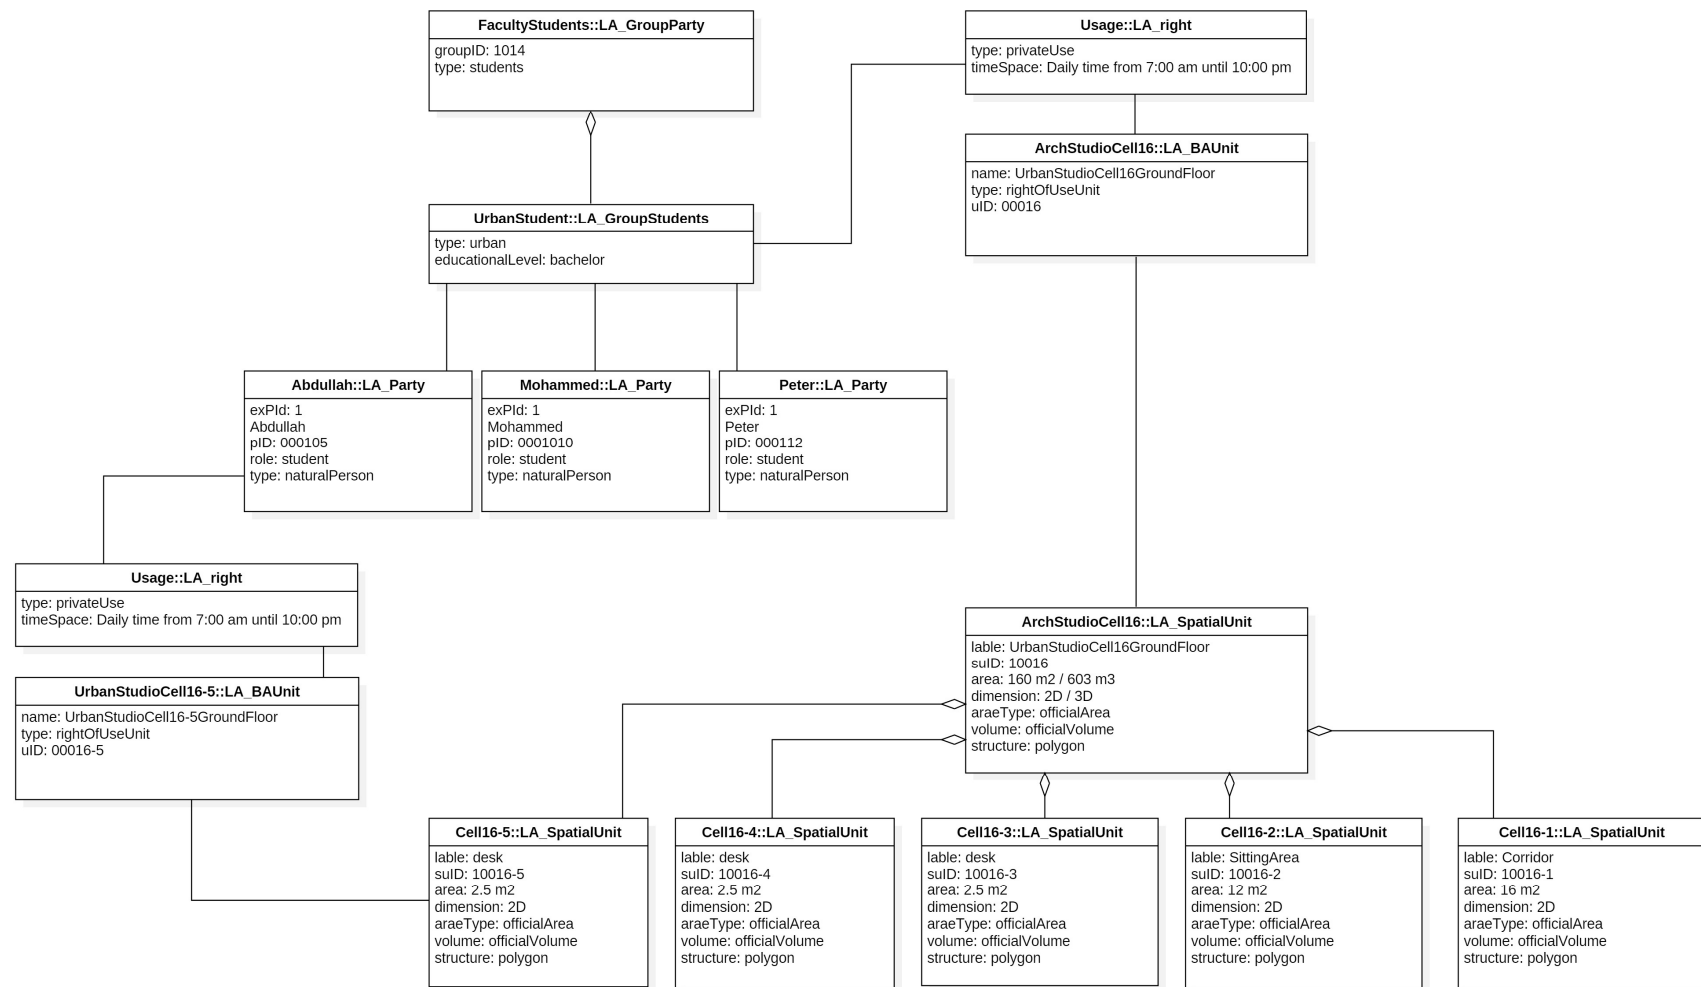 FacultyStudents::LA_GroupParty
groupID: 1014
type: students
Usage::LA_right
type: privateUse
timeSpace: Daily time from 7:00 am until 10:00 pm
ArchStudioCell16::LA_BAUnit
name: UrbanStudioCell16GroundFloor
type: rightOfUseUnit
uID: 00016
UrbanStudent::LA_GroupStudents
type: urban
educationalLevel: bachelor
Abdullah::LA_Party
exPId: 1
Abdullah
pID: 000105
role: student
type: naturalPerson
Mohammed::LA_Party
exPId: 1
Mohammed
pID: 0001010
role: student
type: naturalPerson
Peter::LA_Party
exPId: 1
Peter
pID: 000112
role: student
type: naturalPerson
Usage::LA_right
type: privateUse
timeSpace: Daily time from 7:00 am until 10:00 pm
UrbanStudioCell16-5::LA_BAUnit
name: UrbanStudioCell16-5GroundFloor
type: rightOfUseUnit
uID: 00016-5
ArchStudioCell16::LA_SpatialUnit
lable: UrbanStudioCell16GroundFloor
suID: 10016
area: 160 m2 / 603 m3
dimension: 2D / 3D
araeType: officialArea
volume: officialVolume
structure: polygon
Cell16-5::LA_SpatialUnit
lable: desk
suID: 10016-5
area: 2.5 m2
dimension: 2D
araeType: officialArea
volume: officialVolume
structure: polygon
Cell16-4::LA_SpatialUnit
lable: desk
suID: 10016-4
area: 2.5 m2
dimension: 2D
araeType: officialArea
volume: officialVolume
structure: polygon
Cell16-3::LA_SpatialUnit
lable: desk
suID: 10016-3
area: 2.5 m2
dimension: 2D
araeType: officialArea
volume: officialVolume
structure: polygon
Cell16-2::LA_SpatialUnit
lable: SittingArea
suID: 10016-2
area: 12 m2
dimension: 2D
araeType: officialArea
volume: officialVolume
structure: polygon
Cell16-1::LA_SpatialUnit
lable: Corridor
suID: 10016-1
area: 16 m2
dimension: 2D
araeType: officialArea
volume: officialVolume
structure: polygon